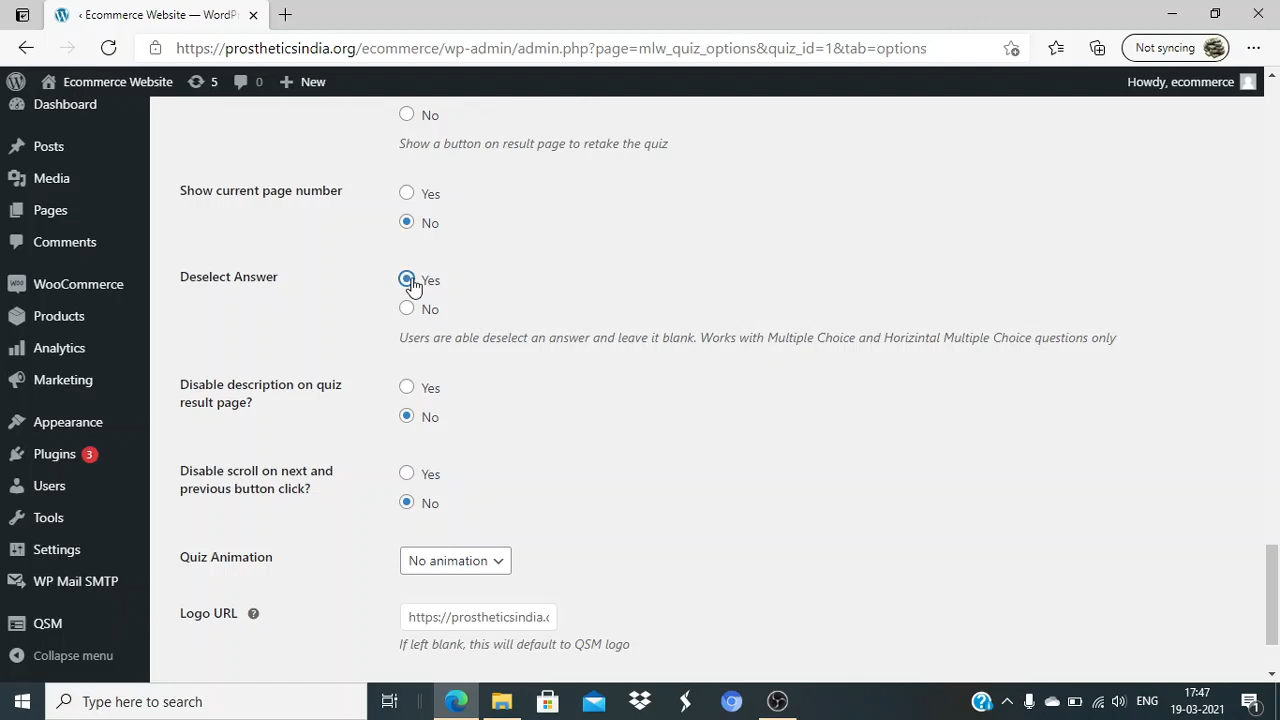 ‹ Ecommerce Website — WordPr
https://prostheticsindia.org/ecommerce/wp-admin/admin.php?page=mlw_quiz_options&quiz_id=1&tab=options
Not syncing
Ecommerce Website
5
0
New
Howdy, ecommerce
Dashboard
Posts
Media
Pages
Comments
WooCommerce
Products
Analytics
Marketing
Appearance
Plugins 3
Users
Tools
Settings
WP Mail SMTP
QSM
Collapse menu
No
Show a button on result page to retake the quiz
Show current page number
Yes
No
Deselect Answer
Yes
No
Users are able deselect an answer and leave it blank. Works with Multiple Choice and Horizintal Multiple Choice questions only
Disable description on quiz
result page?
Yes
No
Disable scroll on next and
previous button click?
Yes
No
Quiz Animation
No animation
Logo URL
https://prostheticsindia.o
If left blank, this will default to QSM logo
Type here to search
ENG
17:47
19-03-2021
1